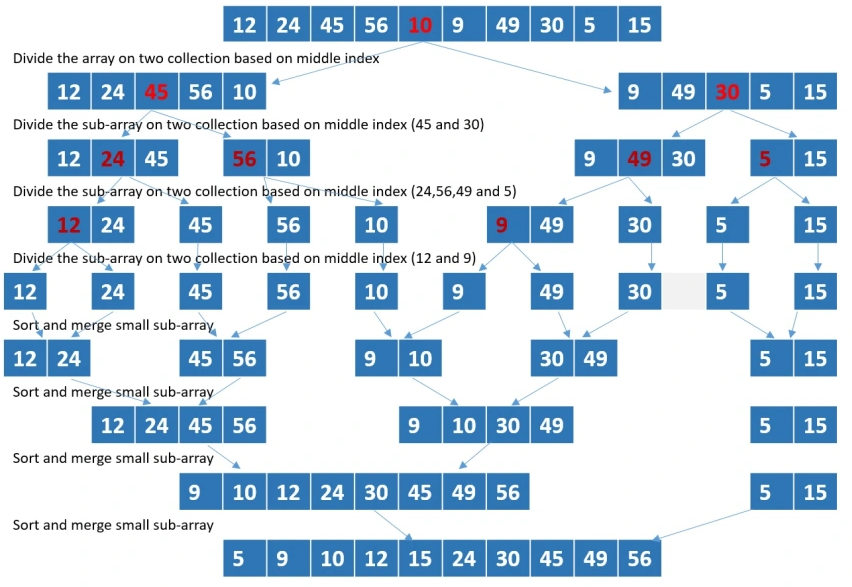 12 24 45 56 10 9 49 30 5 15
Divide the array on two collection based on middle index
12 24 45 56 10 9 49 30 5 15
Divide the sub-array on two collection based on middle index (45 and 30)
12 24 45 56 10 9 49 30 5 15
Divide the sub-array on two collection based on middle index (24,56,49 and 5)
12 24 45 56 10 9 49 30 5 15
Divide the sub-array on two collection based on middle index (12 and 9)
12 24 45 56 10 9 49 30 5 15
Sort and merge small sub-array
12 24 45 56 9 10 30 49 5 15
Sort and merge small sub-array
12 24 45 56 9 10 30 49 5 15
Sort and merge small sub-array
9 10 12 24 30 45 49 56 5 15
Sort and merge small sub-array
5 9 10 12 15 24 30 45 49 56